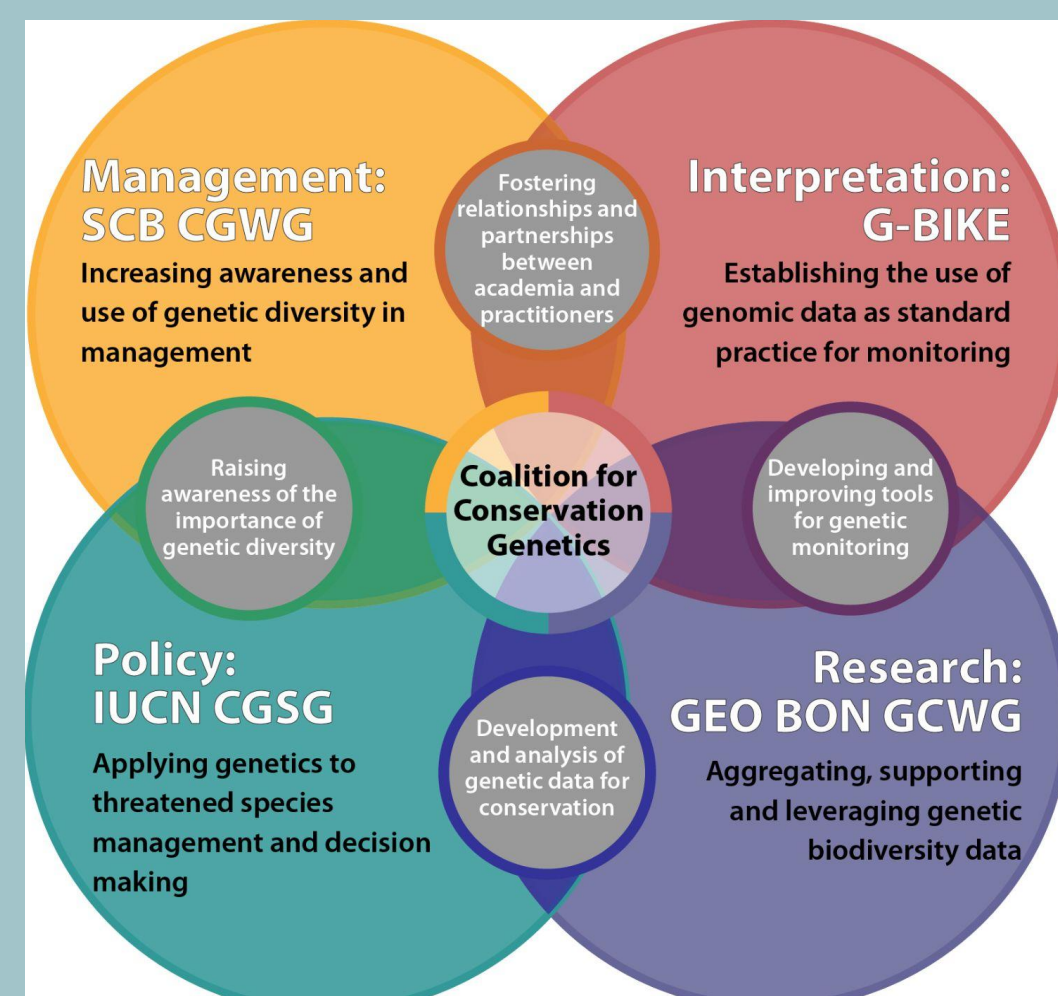 Management:
SCB CGWG
Increasing awareness and
use of genetic diversity in
management
Fostering
relationships and
partnerships
between
academia and
practitioners
Interpretation:
G-BIKE
Establishing the use of
genomic data as standard
practice for monitoring
Raising
awareness of the
importance of
genetic diversity
Coalition for
Conservation
Genetics
Developing and
improving tools
for genetic
monitoring
Policy:
IUCN CGSG
Applying genetics to
threatened species
management and decision
making
Development
and analysis of
genetic data for
conservation
Research:
GEO BON GCWG
Aggregating, supporting
and leveraging genetic
biodiversity data